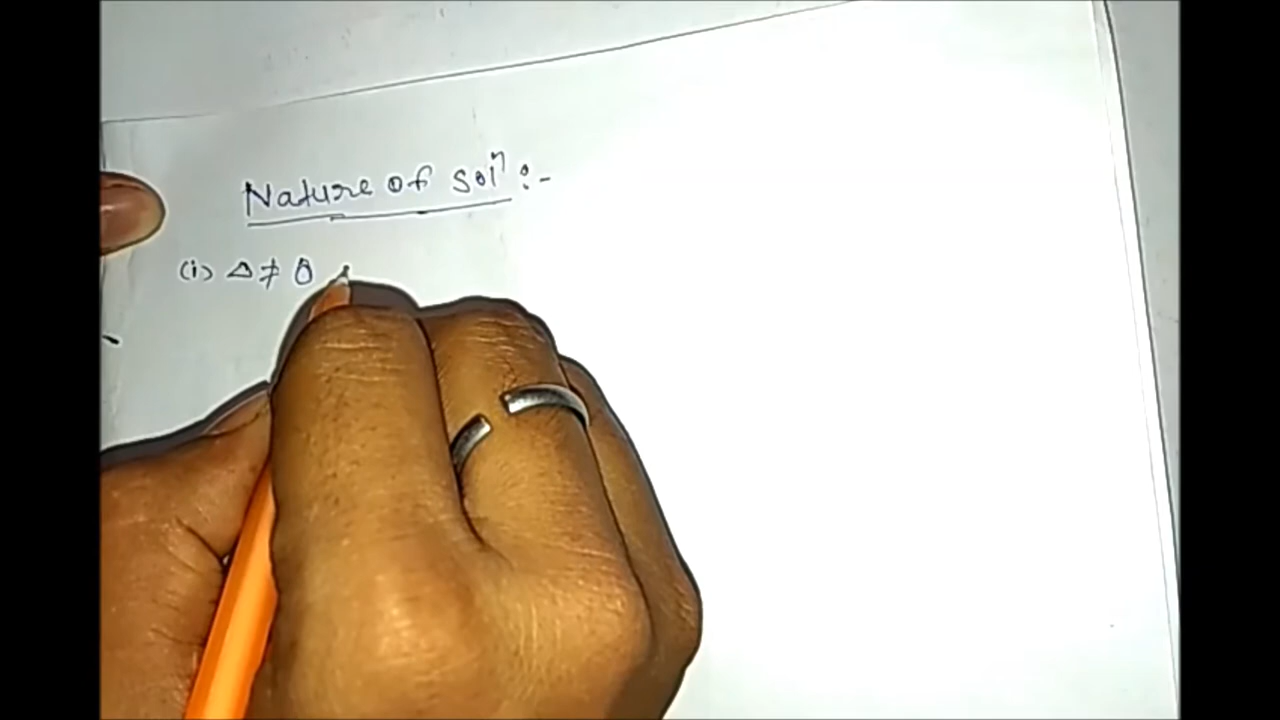 Nature of solⁿ :-
(i) Δ ≠ 0